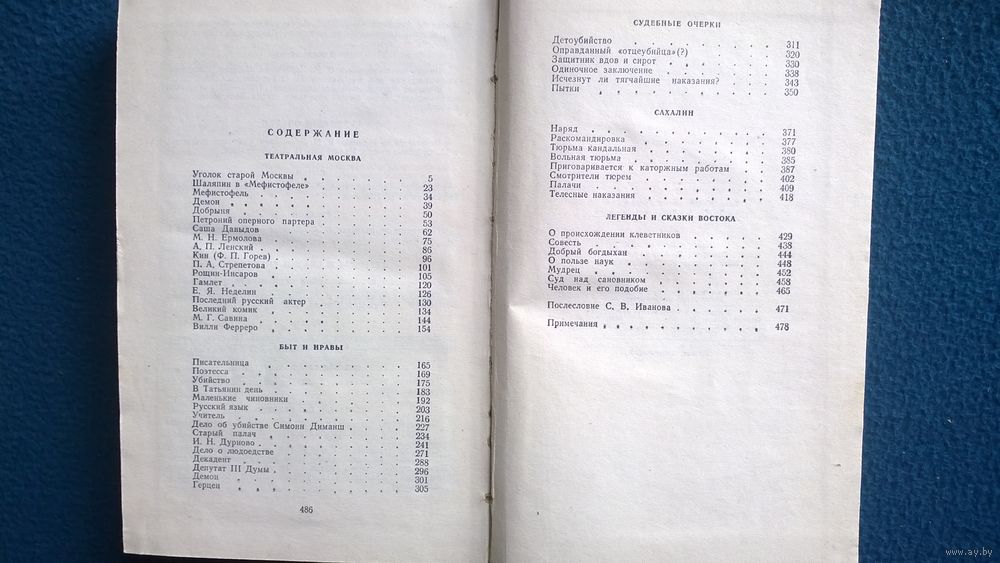 СОДЕРЖАНИЕ
ТЕАТРАЛЬНАЯ МОСКВА
Уголок старой Москвы 5
Шаляпин в «Мефистофеле» 23
Мефистофель 34
Демон 39
Добрыня 50
Петроний оперного партера 53
Саша Давыдов 62
М. Н. Ермолова 75
А. П. Ленский 86
Кин (Ф. П. Горев) 96
П. А. Стрепетова 101
Рощин-Инсаров 105
Гамлет 120
Е. Я. Неделин 126
Последний русский актер 130
Великий комик 134
М. Г. Савина 144
Вилли Ферреро 154
БЫТ И НРАВЫ
Писательница 165
Поэтесса 169
Убийство 175
В Татьянин день 183
Маленькие чиновники 192
Русский язык 203
Учитель 216
Дело об убийстве Симони Диманш 227
Старый палач 234
И. Н. Дурново 241
Дело о людоедстве 271
Декадент 288
Депутат III Думы 296
Демон 301
Герцен 305
486
СУДЕБНЫЕ ОЧЕРКИ
Детоубийство 311
Оправданный «отцеубийца»(?) 320
Защитник вдов и сирот 330
Одиночное заключение 338
Исчезнут ли тягчайшие наказания? 343
Пытки 350
САХАЛИН
Наряд 371
Раскомандировка 377
Тюрьма кандальная 380
Вольная тюрьма 385
Приговаривается к каторжным работам 387
Смотрители тюрем 402
Палачи 409
Телесные наказания 418
ЛЕГЕНДЫ И СКАЗКИ ВОСТОКА
О происхождении клеветников 429
Совесть 438
Добрый богдыхан 444
О пользе наук 448
Мудрец 452
Суд над сановником 458
Человек и его подобие 465
Послесловие С. В. Иванова 471
Примечания 478
www.ay.by